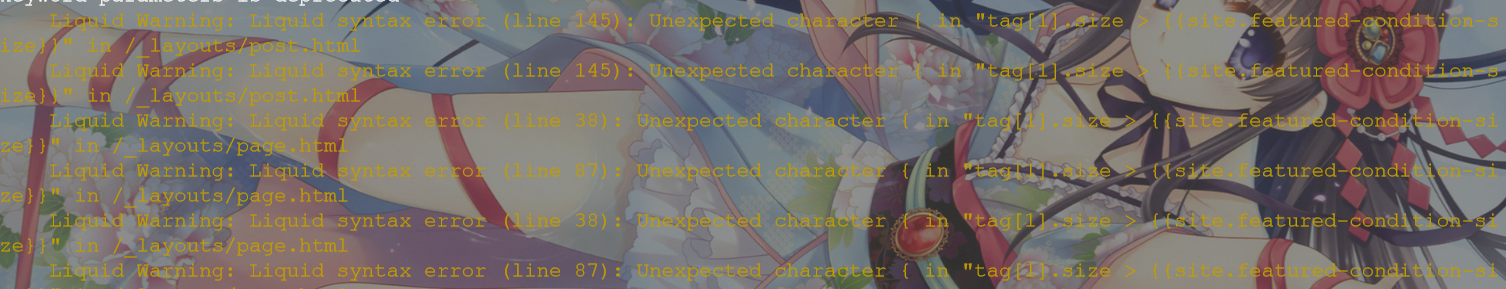 keyword parameters is deprecated
Liquid Warning: Liquid syntax error (line 145): Unexpected character { in "tag[1].size > {{site.featured-condition-s
ize}}" in /_layouts/post.html
Liquid Warning: Liquid syntax error (line 145): Unexpected character { in "tag[1].size > {{site.featured-condition-s
ize}}" in /_layouts/post.html
Liquid Warning: Liquid syntax error (line 38): Unexpected character { in "tag[1].size > {{site.featured-condition-si
ze}}" in /_layouts/page.html
Liquid Warning: Liquid syntax error (line 87): Unexpected character { in "tag[1].size > {{site.featured-condition-si
ze}}" in /_layouts/page.html
Liquid Warning: Liquid syntax error (line 38): Unexpected character { in "tag[1].size > {{site.featured-condition-si
ze}}" in /_layouts/page.html
Liquid Warning: Liquid syntax error (line 87): Unexpected character { in "tag[1].size > {{site.featured-condition-si